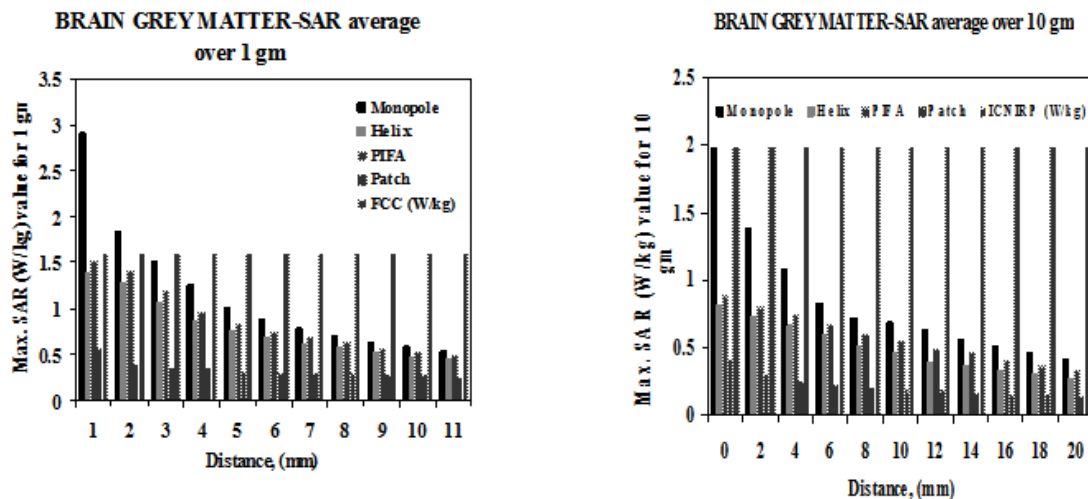 BRAIN GREY MATTER-SAR average
over 1 gm
Max. SAR (W/kg) value for 1 gm
3.5
3
2.5
2
1.5
1
0.5
0
Monopole
Helix
PIFA
Patch
FCC (W/kg)
1 2 3 4 5 6 7 8 9 10 11
Distance, (mm)
BRAIN GREY MATTER-SAR average over 10 gm
Max. SAR (W/kg) value for 10
gm
2.5
2
1.5
1
0.5
0
Monopole Helix PIFA Patch ICNIRP (W/kg)
0 2 4 6 8 10 12 14 16 18 20
Distance, (mm)